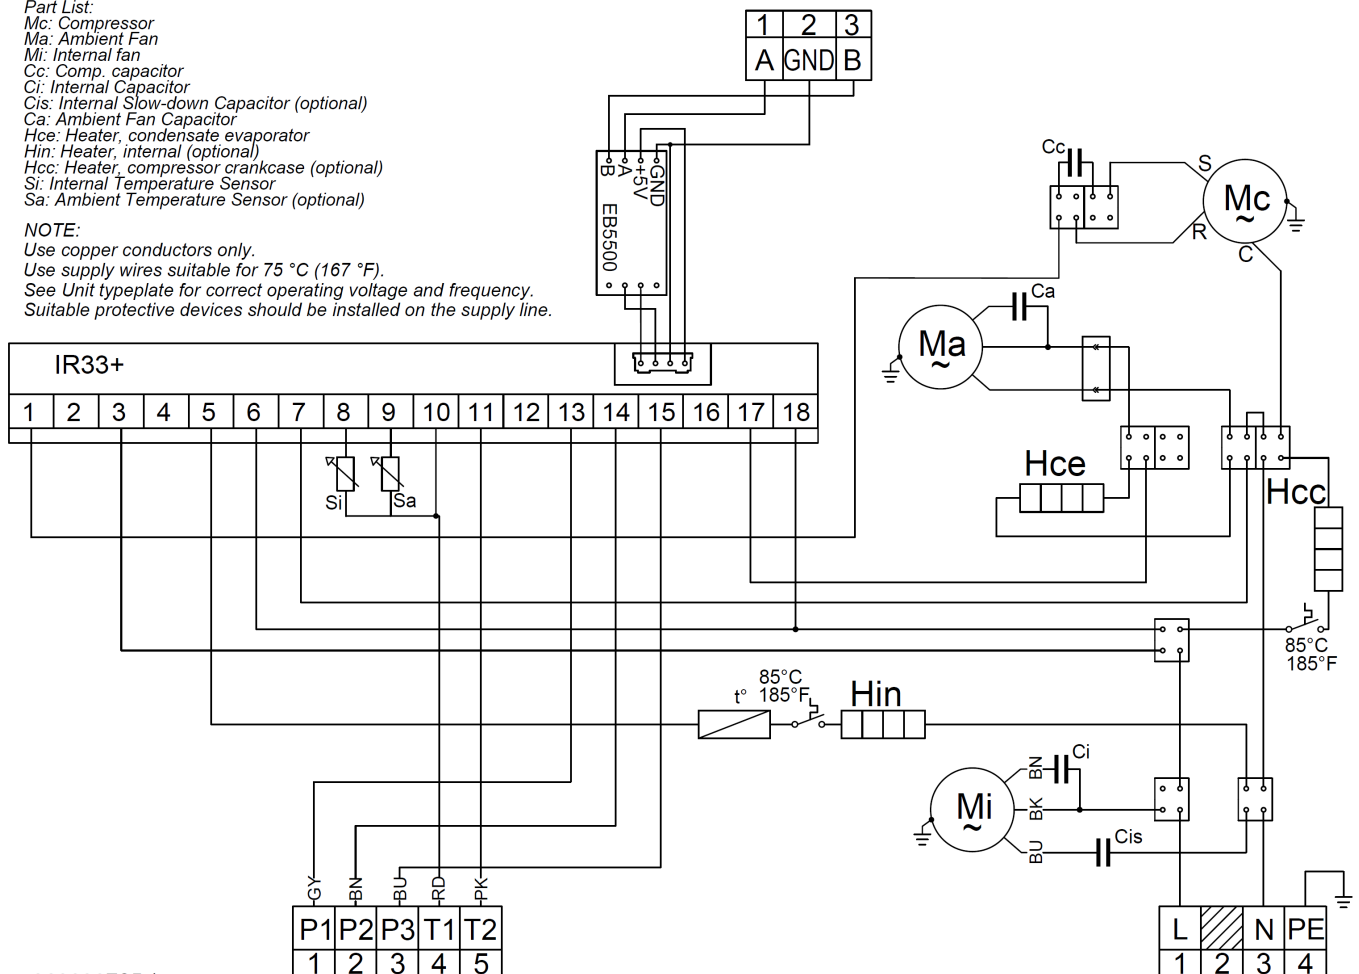 Part List:
Mc: Compressor
Ma: Ambient Fan
Mi: Internal fan
Cc: Comp. capacitor
Ci: Internal Capacitor
Cis: Internal Slow-down Capacitor (optional)
Ca: Ambient Fan Capacitor
Hce: Heater, condensate evaporator
Hin: Heater, internal (optional)
Hcc: Heater, compressor crankcase (optional)
Si: Internal Temperature Sensor
Sa: Ambient Temperature Sensor (optional)
NOTE:
Use copper conductors only.
Use supply wires suitable for 75 °C (167 °F).
See Unit typeplate for correct operating voltage and frequency.
Suitable protective devices should be installed on the supply line.
1 2 3
A GND B
B A +5V GND
EB5500
Cc
S
Mc
~
R
C
Ca
Ma
~
IR33+
1 2 3 4 5 6 7 8 9 10 11 12 13 14 15 16 17 18
Si
Sa
Hce
Hcc
85°C
185°F
t°
85°C
185°F
Hin
BN
Ci
Mi
~
BK
BU
Cis
GY BN BU RD PK
P1 P2 P3 T1 T2
1 2 3 4 5
L N PE
1 2 3 4